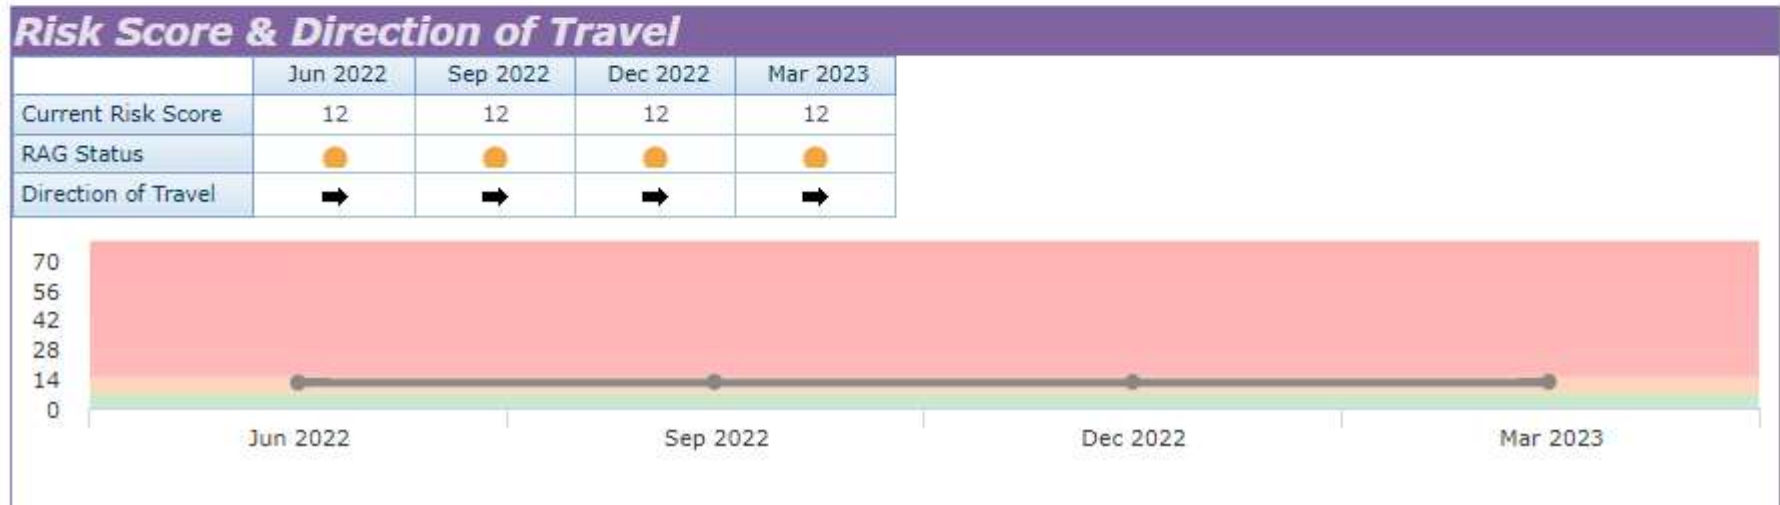 Risk Score & Direction of Travel
Jun 2022 Sep 2022 Dec 2022 Mar 2023
Current Risk Score 12 12 12 12
RAG Status
Direction of Travel
70
56
42
28
14
0
Jun 2022 Sep 2022 Dec 2022 Mar 2023